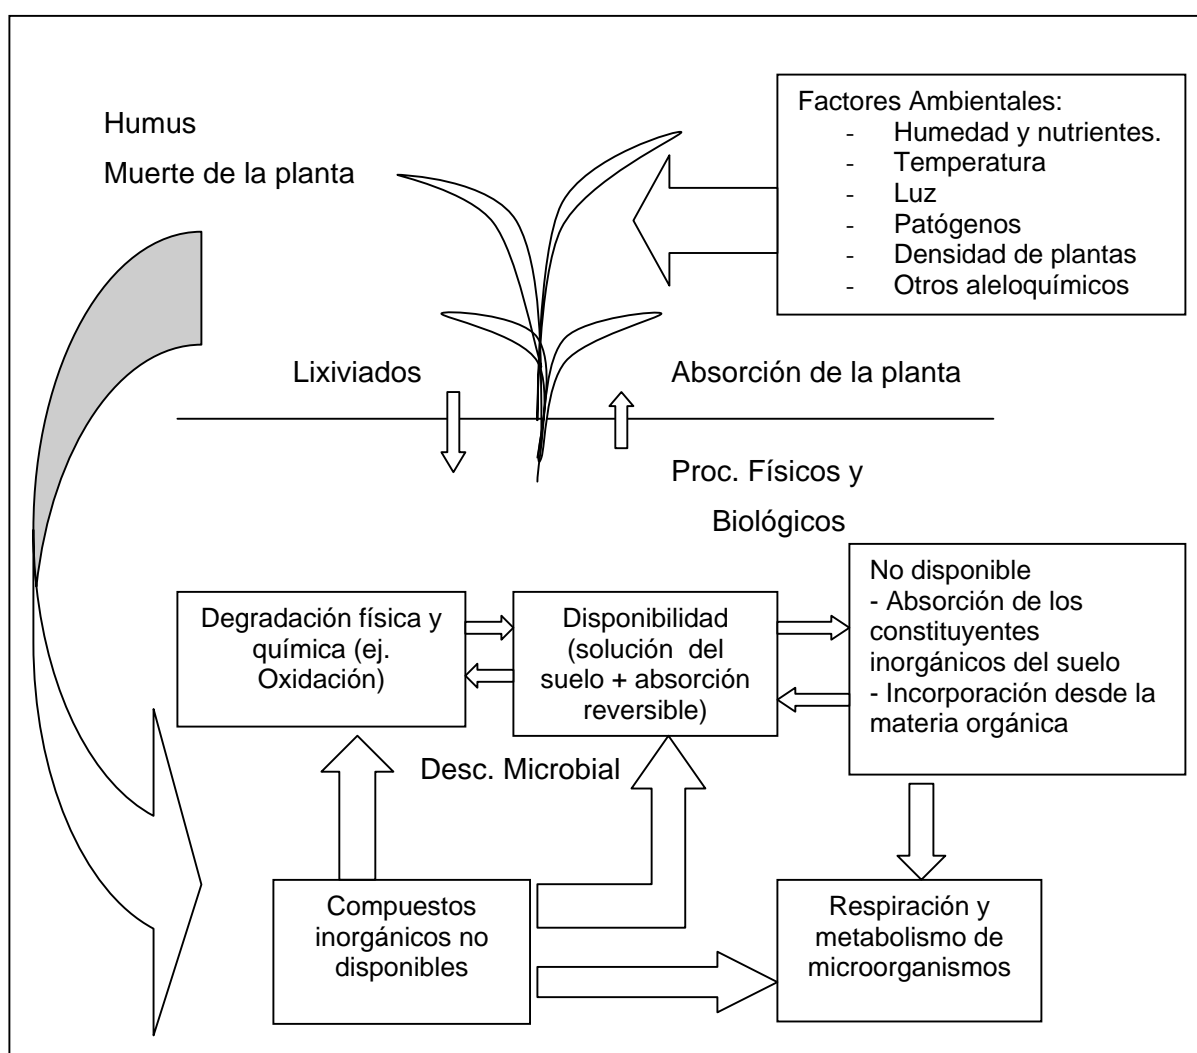 Humus
Muerte de la planta
Factores Ambientales:
- Humedad y nutrientes.
- Temperatura
- Luz
- Patógenos
- Densidad de plantas
- Otros aleloquímicos
Lixiviados
Absorción de la planta
Proc. Físicos y
Biológicos
Degradación física y
química (ej.
Oxidación)
Disponibilidad
(solución del
suelo + absorción
reversible)
No disponible
- Absorción de los
constituyentes
inorgánicos del suelo
- Incorporación desde la
materia orgánica
Desc. Microbial
Compuestos
inorgánicos no
disponibles
Respiración y
metabolismo de
microorganismos